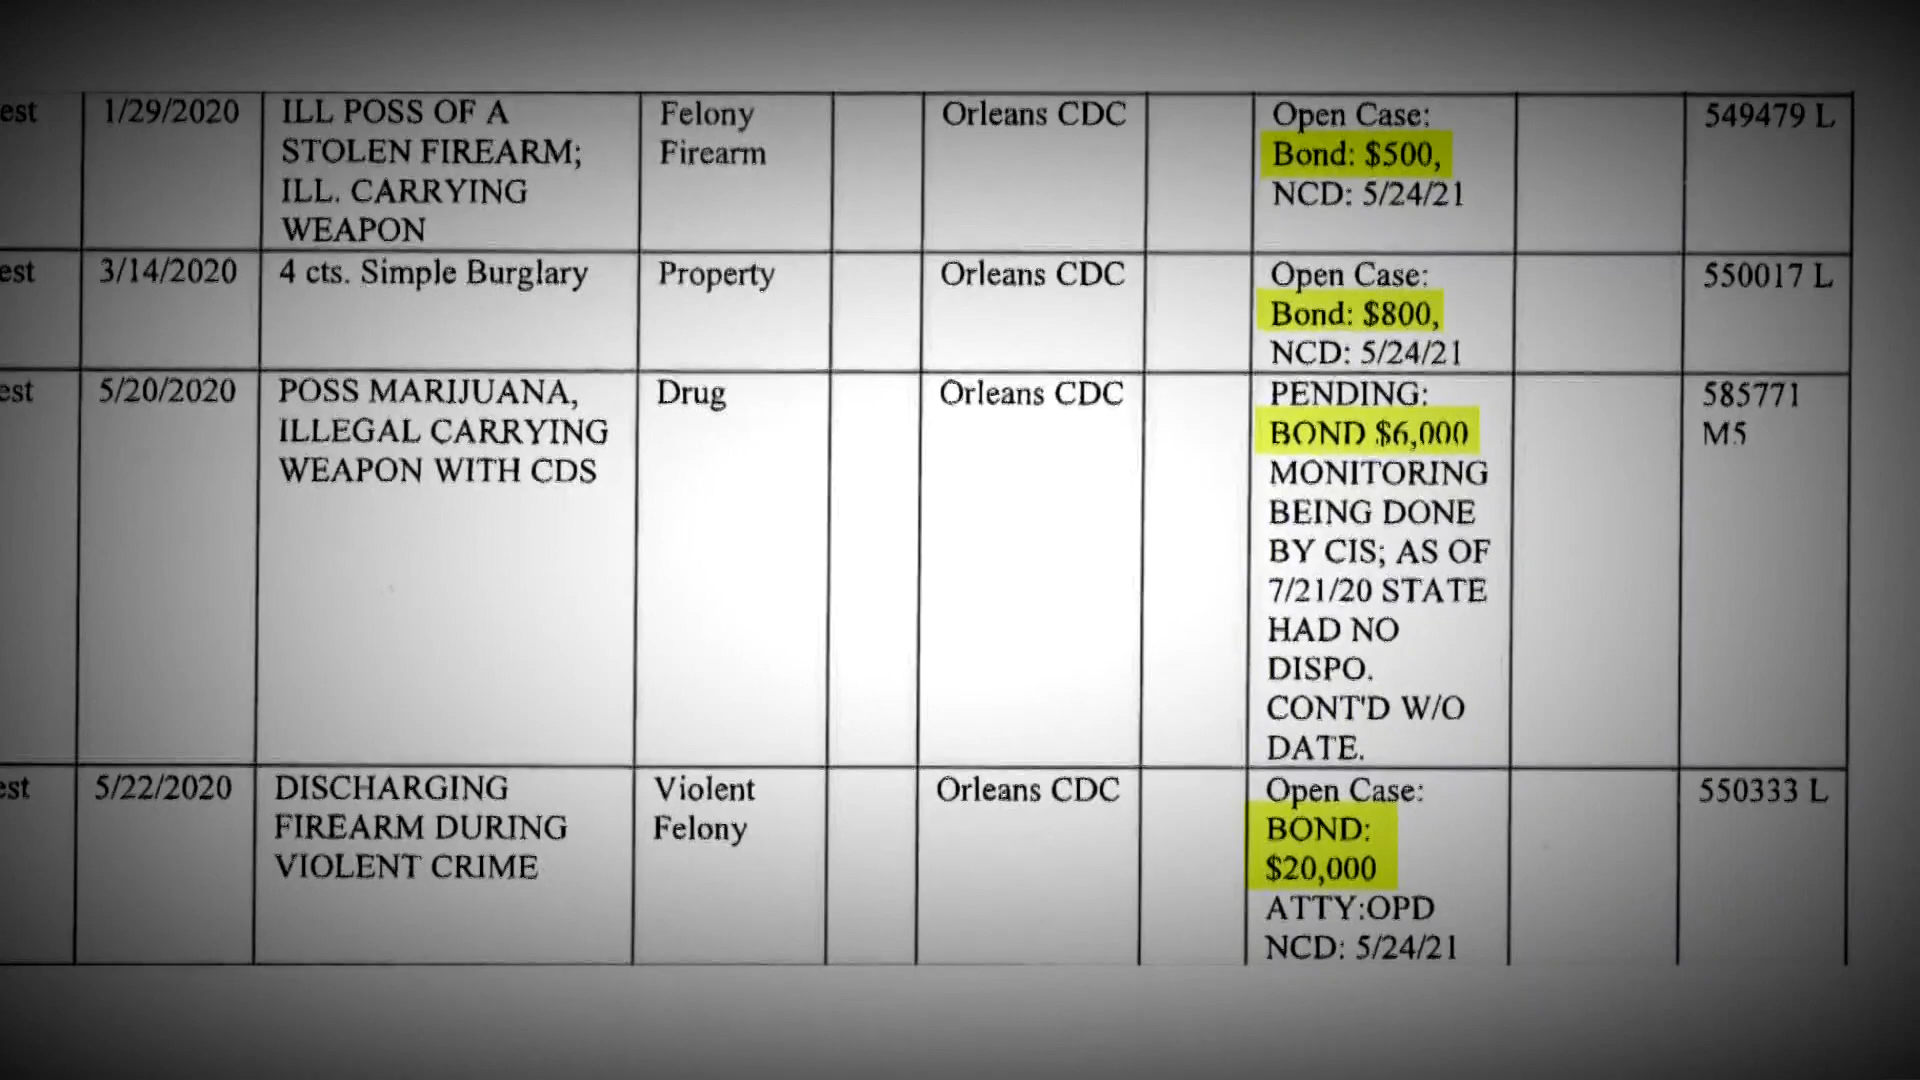 est 1/29/2020 ILL POSS OF A Felony Orleans CDC Open Case: 549479 L
STOLEN FIREARM; Firearm Bond: $500,
ILL. CARRYING NCD: 5/24/21
WEAPON
est 3/14/2020 4 cts. Simple Burglary Property Orleans CDC Open Case: 550017 L
Bond: $800,
NCD: 5/24/21
est 5/20/2020 POSS MARIJUANA, Drug Orleans CDC PENDING: 585771
ILLEGAL CARRYING BOND $6,000 M5
WEAPON WITH CDS MONITORING
BEING DONE
BY CIS; AS OF
7/21/20 STATE
HAD NO
DISPO.
CONT'D W/O
DATE.
est 5/22/2020 DISCHARGING Violent Orleans CDC Open Case: 550333 L
FIREARM DURING Felony BOND:
VIOLENT CRIME $20,000
ATTY:OPD
NCD: 5/24/21